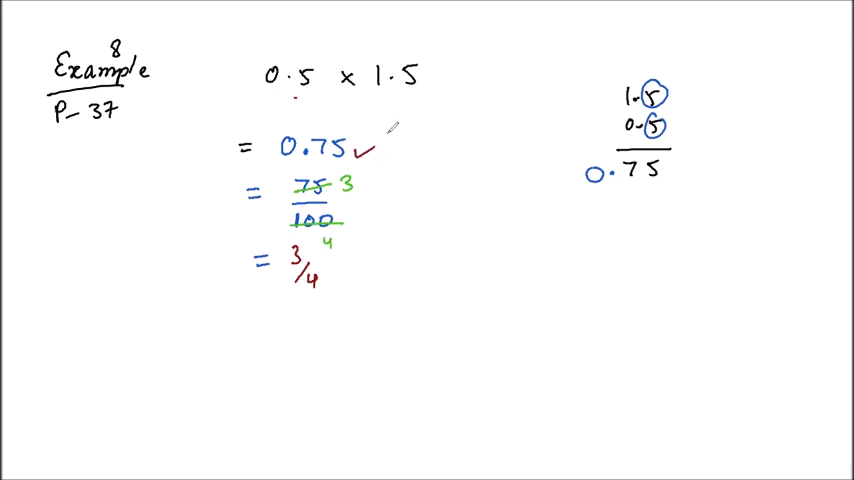 Example 8
P- 37
0.5 x 1.5
= 0.75 ✓
= 75/100 3 4
= 3/4
1.5
0.5
0.75